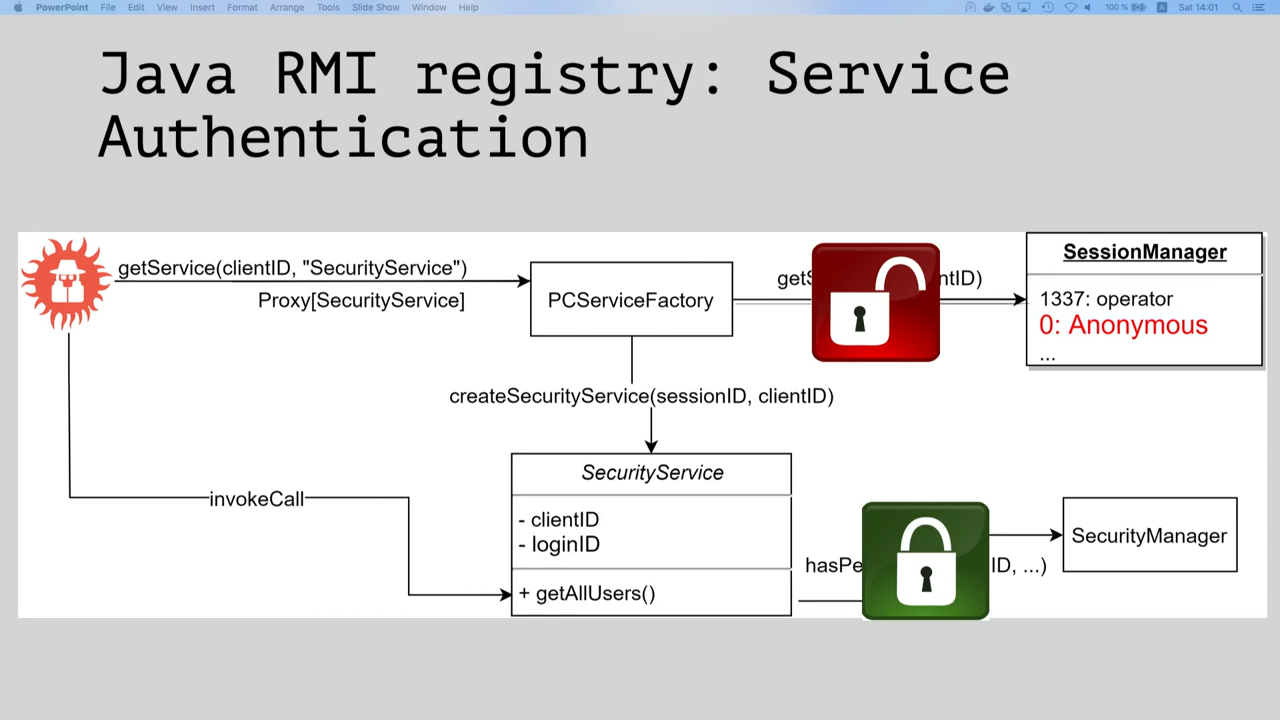 PowerPoint File Edit View Insert Format Arrange Tools Slide Show Window Help 100 % Sat 14:01
Java RMI registry: Service
Authentication
getService(clientID, "SecurityService")
Proxy[SecurityService]
PCServiceFactory
SessionManager
1337: operator
0: Anonymous
...
createSecurityService(sessionID, clientID)
SecurityService
- clientID
- loginID
+ getAllUsers()
invokeCall
ID, ...)
SecurityManager